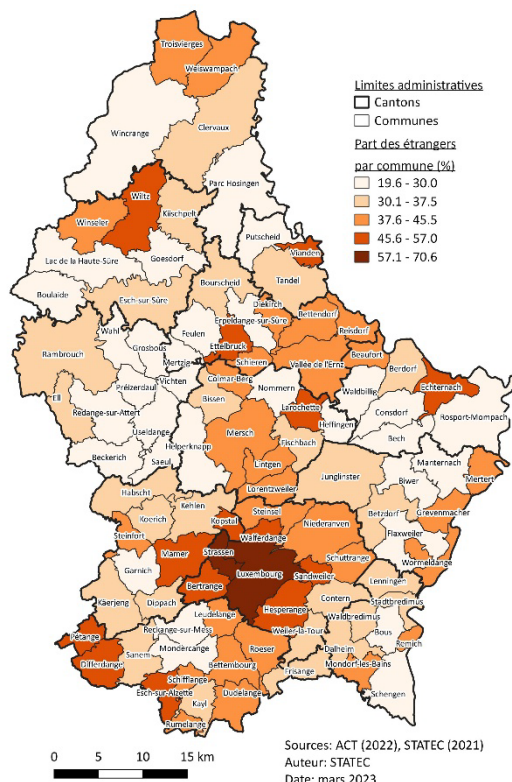 Troisvierges
Weiswampach
Limites administratives
Cantons
Communes
Part des étrangers
par commune (%)
19.6 - 30.0
30.1 - 37.5
37.6 - 45.5
45.6 - 57.0
57.1 - 70.6
Wincrange
Clervaux
Parc Hosingen
Wiltz
Kiischpelt
Winseler
Putscheid
Vianden
Lac de la Haute-Sûre
Goesdorf
Tandel
Bourscheid
Boulaide
Esch-sur-Sûre
Diekirch
Erpeldange-sur-Sûre
Bettendorf
Reisdorf
Wahl
Feulen
Ettelbruck
Grosbous
Mertzig
Schieren
Vallée de l'Ernz
Beaufort
Berdorf
Rambrouch
Vichten
Colmar-Berg
Préizerdaul
Nommern
Waldbillig
Echternach
Ell
Bissen
Larochette
Consdorf
Rosport-Mompach
Redange-sur-Attert
Heffingen
Useldange
Mersch
Bech
Helperknapp
Fischbach
Beckerich
Saeul
Lintgen
Manternach
Junglinster
Biwer
Mertert
Lorentzweiler
Habscht
Kehlen
Steinsel
Betzdorf
Grevenmacher
Koerich
Kopstal
Niederanven
Steinfort
Walferdange
Flaxweiler
Mamer
Strassen
Schuttrange
Wormeldange
Garnich
Luxembourg
Sandweiler
Bertrange
Lenningen
Contern
Stadtbredimus
Käerjeng
Dippach
Leudelange
Hesperange
Waldbredimus
Reckange-sur-Mess
Weiler-la-Tour
Bous
Pétange
Mondercange
Roeser
Dalheim
Remich
Sanem
Bettembourg
Mondorf-les-Bains
Differdange
Schifflange
Frisange
Esch-sur-Alzette
Dudelange
Schengen
Kayl
Rumelange
0 5 10 15 km
Sources: ACT (2022), STATEC (2021)
Auteur: STATEC
Date: mars 2023